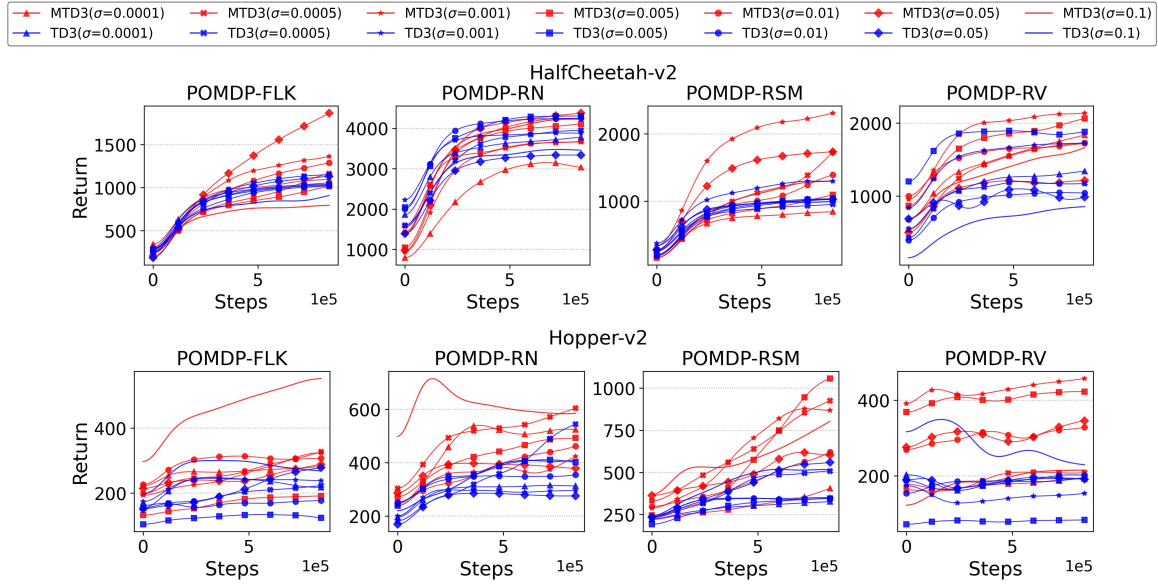 MTD3(σ=0.0001) MTD3(σ=0.0005) MTD3(σ=0.001) MTD3(σ=0.005) MTD3(σ=0.01) MTD3(σ=0.05) MTD3(σ=0.1)
TD3(σ=0.0001) TD3(σ=0.0005) TD3(σ=0.001) TD3(σ=0.005) TD3(σ=0.01) TD3(σ=0.05) TD3(σ=0.1)
HalfCheetah-v2
POMDP-FLK
Return
1500
1000
500
0 5
Steps 1e5
POMDP-RN
4000
3000
2000
1000
0 5
Steps 1e5
POMDP-RSM
2000
1000
0 5
Steps 1e5
POMDP-RV
2000
1000
0 5
Steps 1e5
Hopper-v2
POMDP-FLK
Return
400
200
0 5
Steps 1e5
POMDP-RN
600
400
200
0 5
Steps 1e5
POMDP-RSM
1000
750
500
250
0 5
Steps 1e5
POMDP-RV
400
200
0 5
Steps 1e5